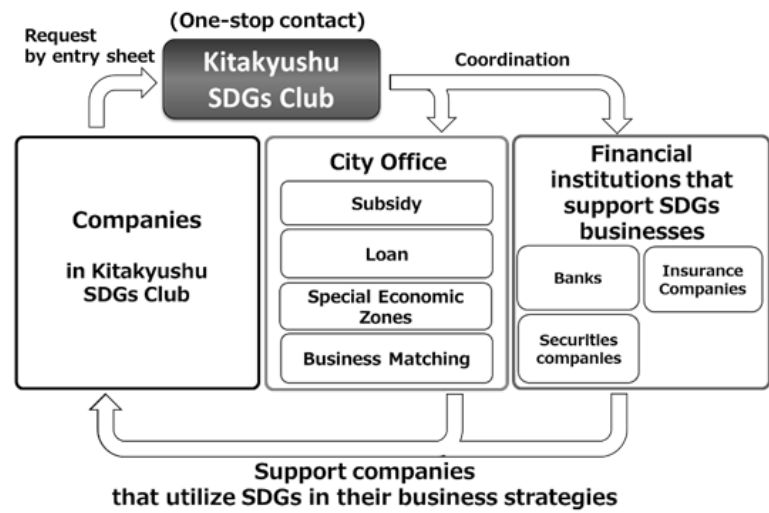 (One-stop contact)
Request
by entry sheet
Kitakyushu
SDGs Club
Coordination
Companies
in Kitakyushu
SDGs Club
City Office
Subsidy
Loan
Special Economic
Zones
Business Matching
Financial
institutions that
support SDGs
businesses
Banks
Insurance
Companies
Securities
companies
Support companies
that utilize SDGs in their business strategies